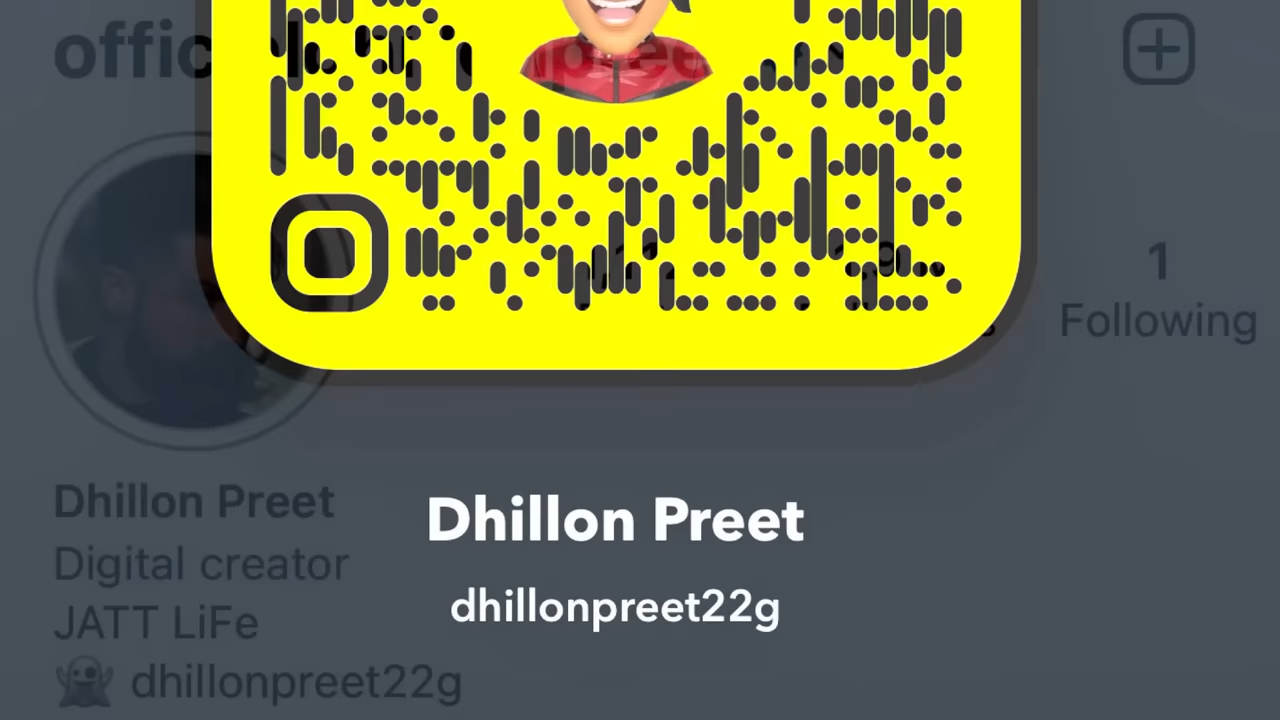 Dhillon Preet
dhillonpreet22g
1
Following
Dhillon Preet
Digital creator
JATT LiFe
dhillonpreet22g